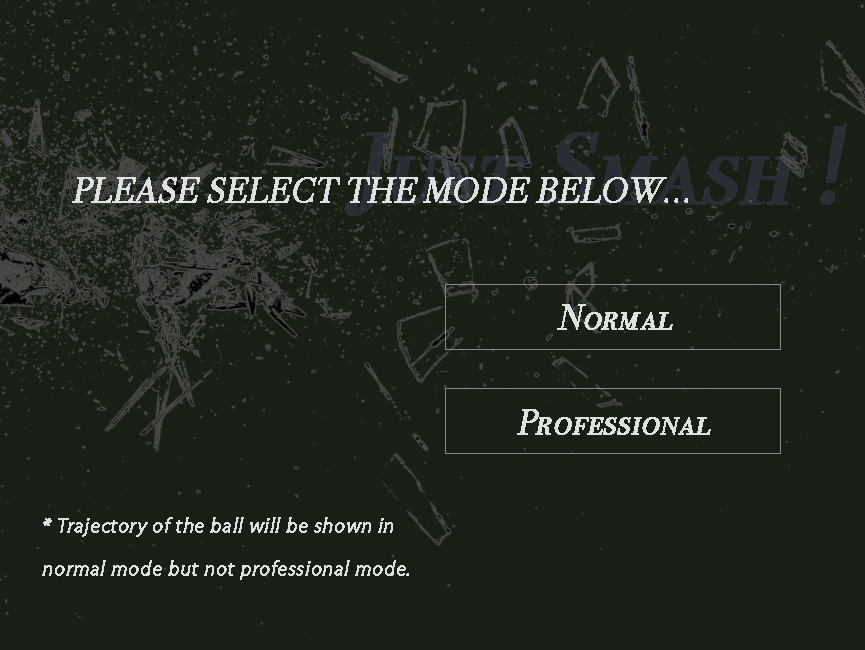 Just Smash !
PLEASE SELECT THE MODE BELOW...
Normal
Professional
* Trajectory of the ball will be shown in
normal mode but not professional mode.